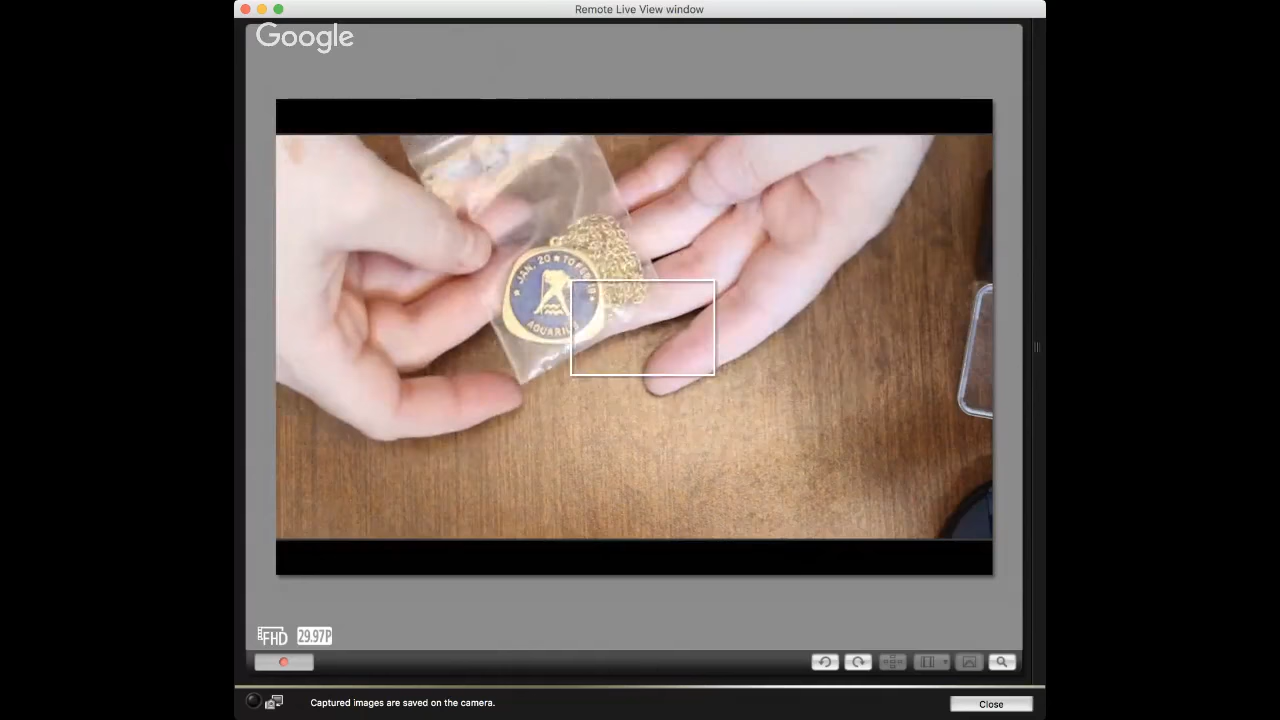 Remote Live View window
Google
JAN. 20 ★ TO FEB. 19
AQUARIUS
FHD
29.97P
Captured images are saved on the camera.
Close